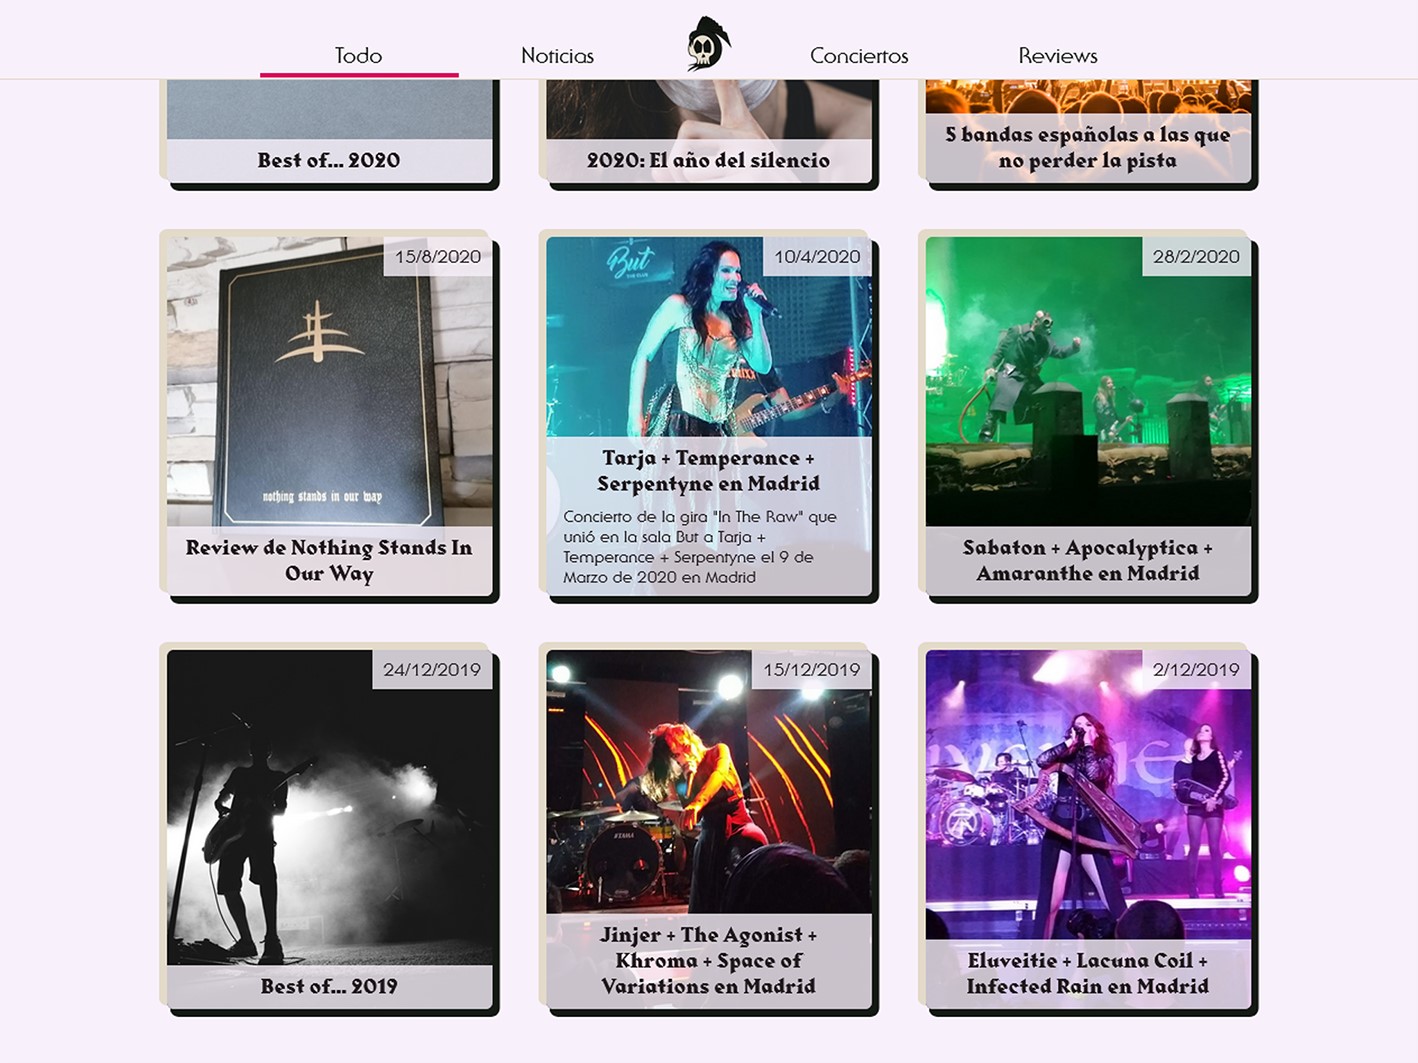 Todo
Noticias
Conciertos
Reviews
Best of... 2020
2020: El año del silencio
5 bandas españolas a las que
no perder la pista
15/8/2020
nothing stands in our way
Review de Nothing Stands In
Our Way
10/4/2020
But
Tarja + Temperance +
Serpentyne en Madrid
Concierto de la gira "In The Raw" que
unió en la sala But a Tarja +
Temperance + Serpentyne el 9 de
Marzo de 2020 en Madrid
28/2/2020
Sabaton + Apocalyptica +
Amaranthe en Madrid
24/12/2019
Best of... 2019
15/12/2019
TAMA
Jinjer + The Agonist +
Khroma + Space of
Variations en Madrid
2/12/2019
Eluveitie + Lacuna Coil +
Infected Rain en Madrid